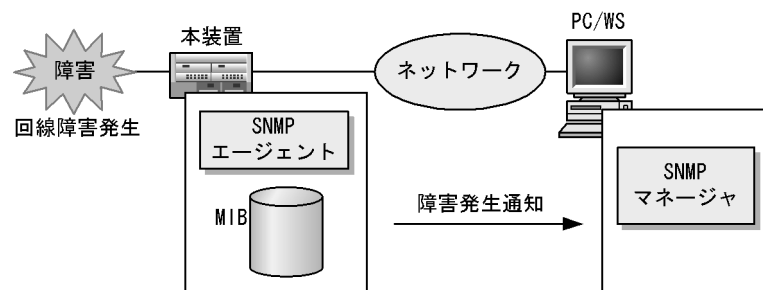 PC/WS
本装置
障害
ネットワーク
回線障害発生
SNMP
エージェント
SNMP
マネージャ
MIB
障害発生通知